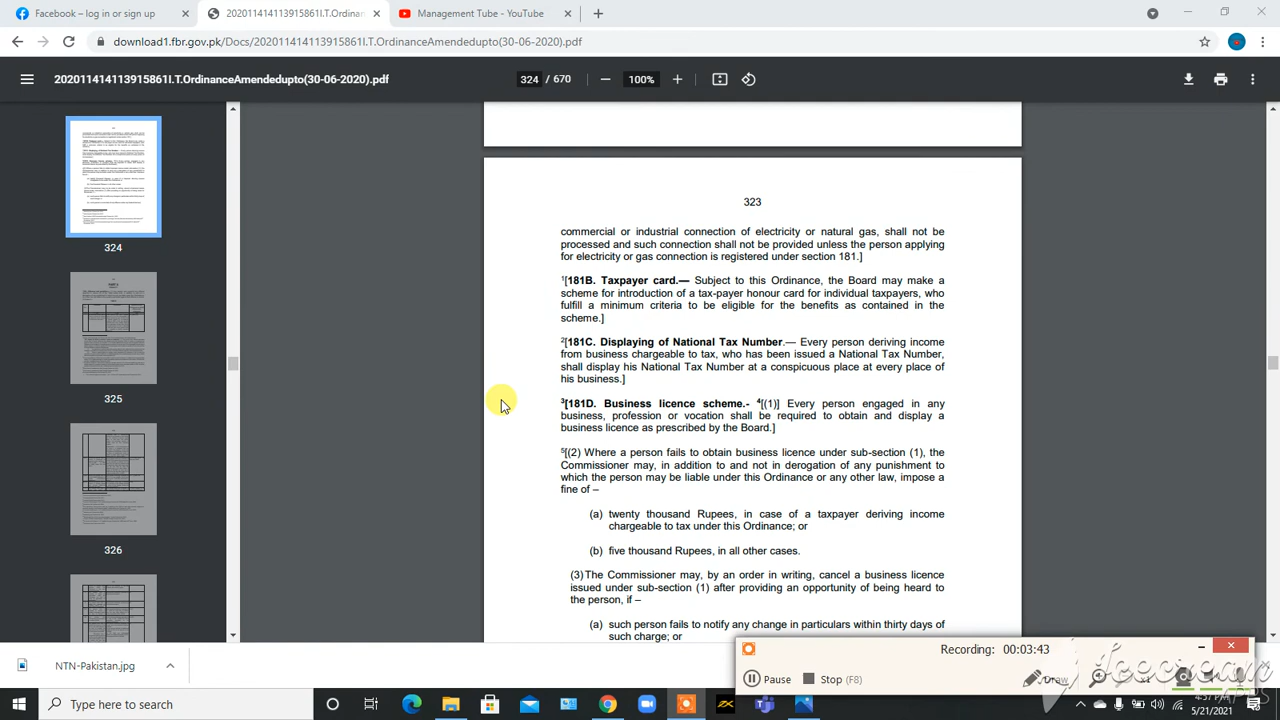 Facebook – log in or sign up
20201141411391586​1I.T.Ordinanc
Management Tube - YouTube
download1.fbr.gov.pk/Docs/20201141411391586​1I.T.OrdinanceAmendedupto(30-06-2020).pdf
20201141411391586​1I.T.OrdinanceAmendedupto(30-06-2020).pdf
324 / 670
100%
324
325
326
323
commercial or industrial connection of electricity or natural gas, shall not be
processed and such connection shall not be provided unless the person applying
for electricity or gas connection is registered under section 181.]
1[181B. Taxpayer card.— Subject to this Ordinance, the Board may make a
scheme for introduction of a tax-payer honour card for individual taxpayers, who
fulfill a minimum criteria to be eligible for the benefits as contained in the
scheme.]
2[181C. Displaying of National Tax Number.— Every person deriving income
from business chargeable to tax, who has been issued a National Tax Number,
shall display his National Tax Number at a conspicuous place at every place of
his business.]
3[181D. Business licence scheme.- 4[(1)] Every person engaged in any
business, profession or vocation shall be required to obtain and display a
business licence as prescribed by the Board.]
5[(2) Where a person fails to obtain business licence under sub-section (1), the
Commissioner may, in addition to and not in derogation of any punishment to
which the person may be liable under this Ordinance or any other law, impose a
fine of –
(a) twenty thousand Rupees, in case of a taxpayer deriving income
chargeable to tax under this Ordinance; or
(b) five thousand Rupees, in all other cases.
(3) The Commissioner may, by an order in writing, cancel a business licence
issued under sub-section (1) after providing an opportunity of being heard to
the person, if –
(a) such person fails to notify any change in particulars within thirty days of
such charge; or
Recording: 00:03:43
Pause
Stop (F8)
Draw
NTN-Pakistan.jpg
Type here to search
4:57 PM
5/21/2021